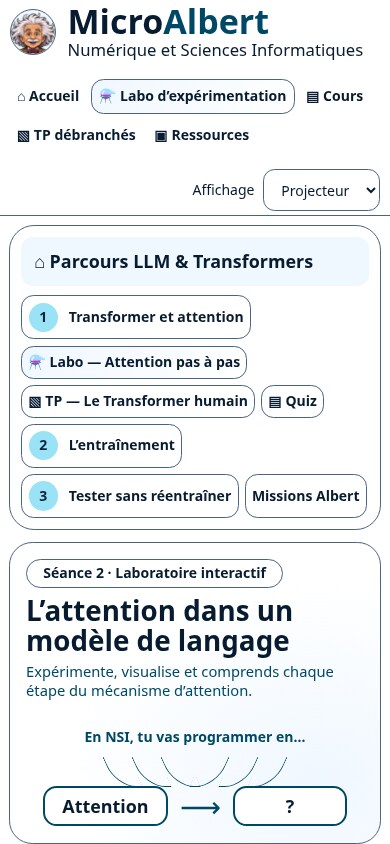 MicroAlbert
Numérique et Sciences Informatiques
⌂ Accueil ⚗ Labo d’expérimentation ▤ Cours
▧ TP débranchés ▣ Ressources
Affichage Projecteur
⌂ Parcours LLM & Transformers
1 Transformer et attention
⚗ Labo — Attention pas à pas
▧ TP — Le Transformer humain ▤ Quiz
2 L’entraînement
3 Tester sans réentraîner Missions Albert
Séance 2 · Laboratoire interactif
L’attention dans un
modèle de langage
Expérimente, visualise et comprends chaque
étape du mécanisme d’attention.
En NSI, tu vas programmer en…
Attention ⟶ ?